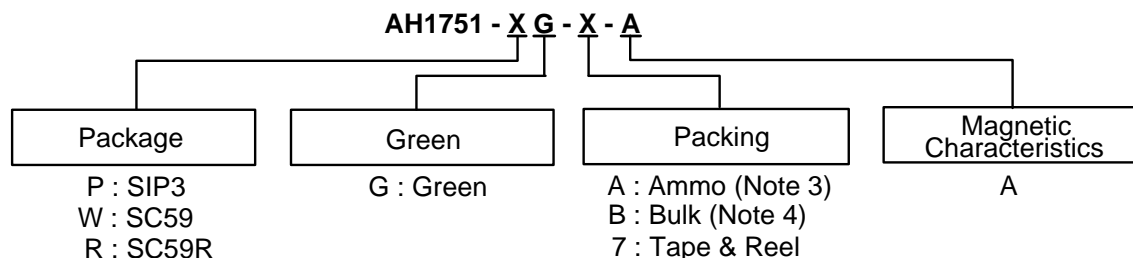 AH1751 - X G - X - A
Package
P : SIP3
W : SC59
R : SC59R
Green
G : Green
Packing
A : Ammo (Note 3)
B : Bulk (Note 4)
7 : Tape & Reel
Magnetic
Characteristics
A